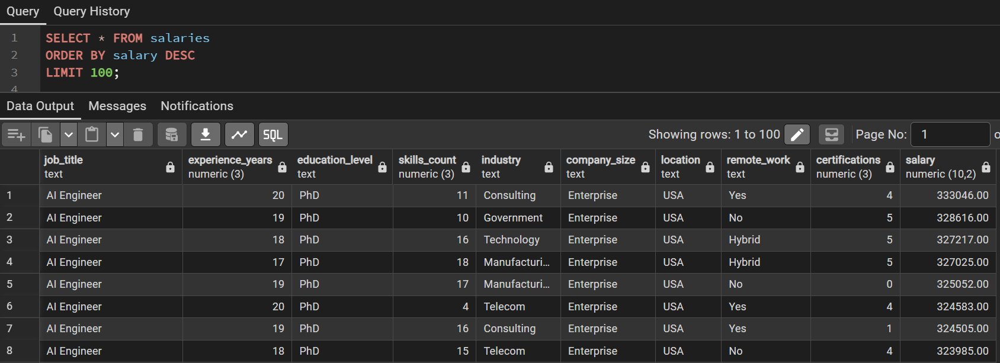 Query Query History
1 SELECT * FROM salaries
2 ORDER BY salary DESC
3 LIMIT 100;
4
Data Output Messages Notifications
SQL Showing rows: 1 to 100 Page No: 1
job_title experience_years education_level skills_count industry company_size location remote_work certifications salary
text numeric (3) text numeric (3) text text text text numeric (3) numeric (10,2)
1 AI Engineer 20 PhD 11 Consulting Enterprise USA Yes 4 333046.00
2 AI Engineer 19 PhD 10 Government Enterprise USA No 5 328616.00
3 AI Engineer 18 PhD 16 Technology Enterprise USA Hybrid 5 327217.00
4 AI Engineer 17 PhD 18 Manufacturi... Enterprise USA Hybrid 5 327025.00
5 AI Engineer 19 PhD 17 Manufacturi... Enterprise USA No 0 325052.00
6 AI Engineer 20 PhD 4 Telecom Enterprise USA Yes 4 324583.00
7 AI Engineer 19 PhD 16 Consulting Enterprise USA Yes 1 324505.00
8 AI Engineer 18 PhD 15 Telecom Enterprise USA No 4 323985.00